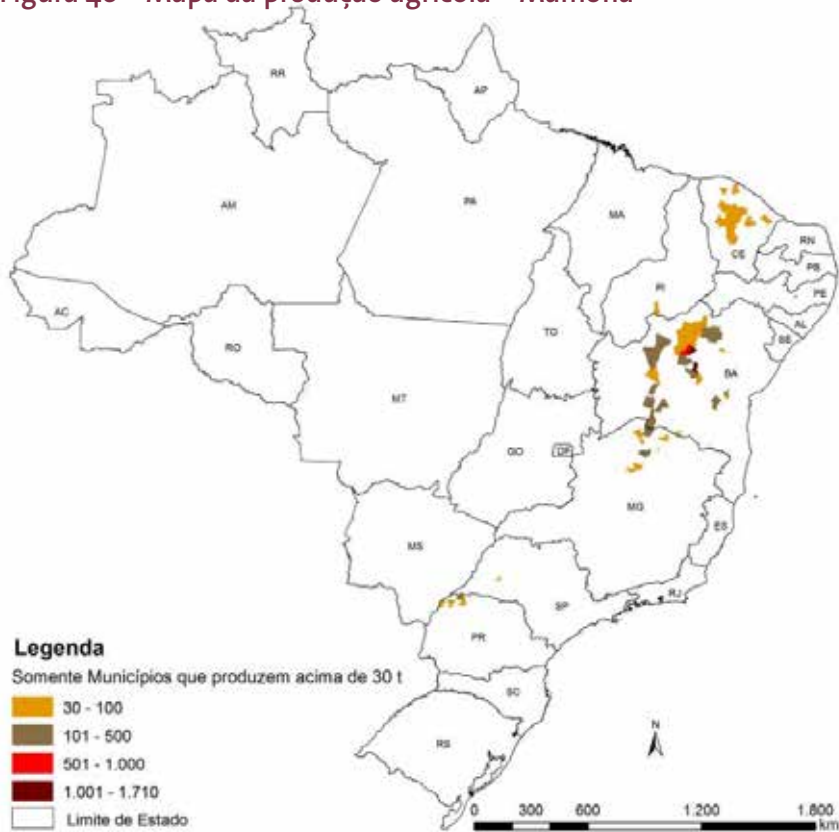 Figura 40 - Mapa da produção agrícola - Mamona
RR
AP
AM
PA
MA
CE
RN
PB
PE
PI
AL
SE
AC
RO
TO
BA
MT
GO
DF
MG
ES
MS
SP
RJ
PR
SC
RS
N
Legenda
Somente Municípios que produzem acima de 30 t
30 - 100
101 - 500
501 - 1.000
1.001 - 1.710
Limite de Estado
0 300 600 1.200 1.800
km